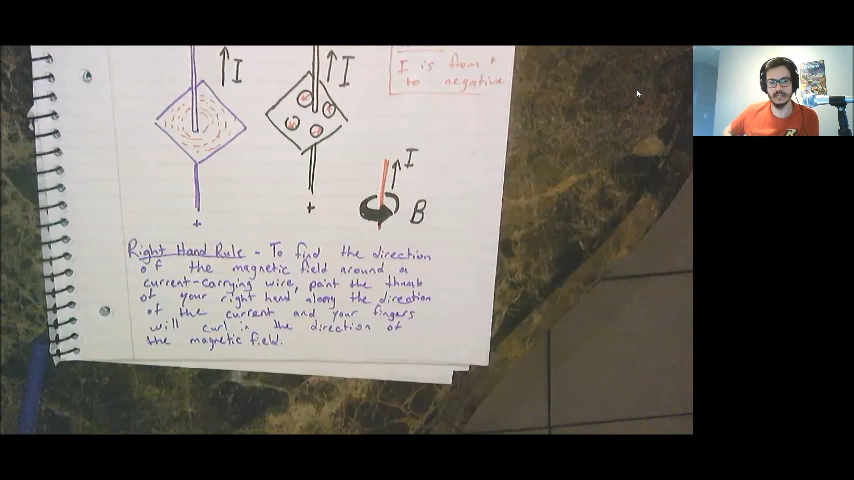 I
I
I is from +
to negative
I
B
+
+
Right Hand Rule - To find the direction
of the magnetic field around a
current-carrying wire, point the thumb
of your right hand along the direction
of the current and your fingers
will curl in the direction of
the magnetic field.